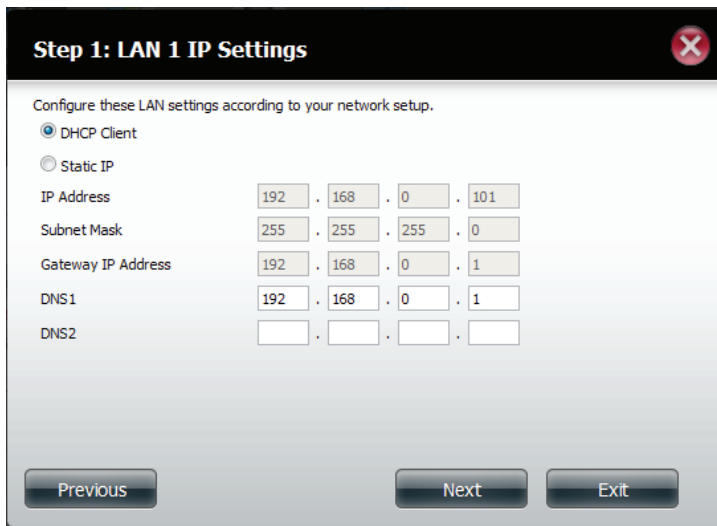 Step 1: LAN 1 IP Settings
Configure these LAN settings according to your network setup.
DHCP Client
Static IP
IP Address 192 . 168 . 0 . 101
Subnet Mask 255 . 255 . 255 . 0
Gateway IP Address 192 . 168 . 0 . 1
DNS1 192 . 168 . 0 . 1
DNS2 . . .
Previous Next Exit